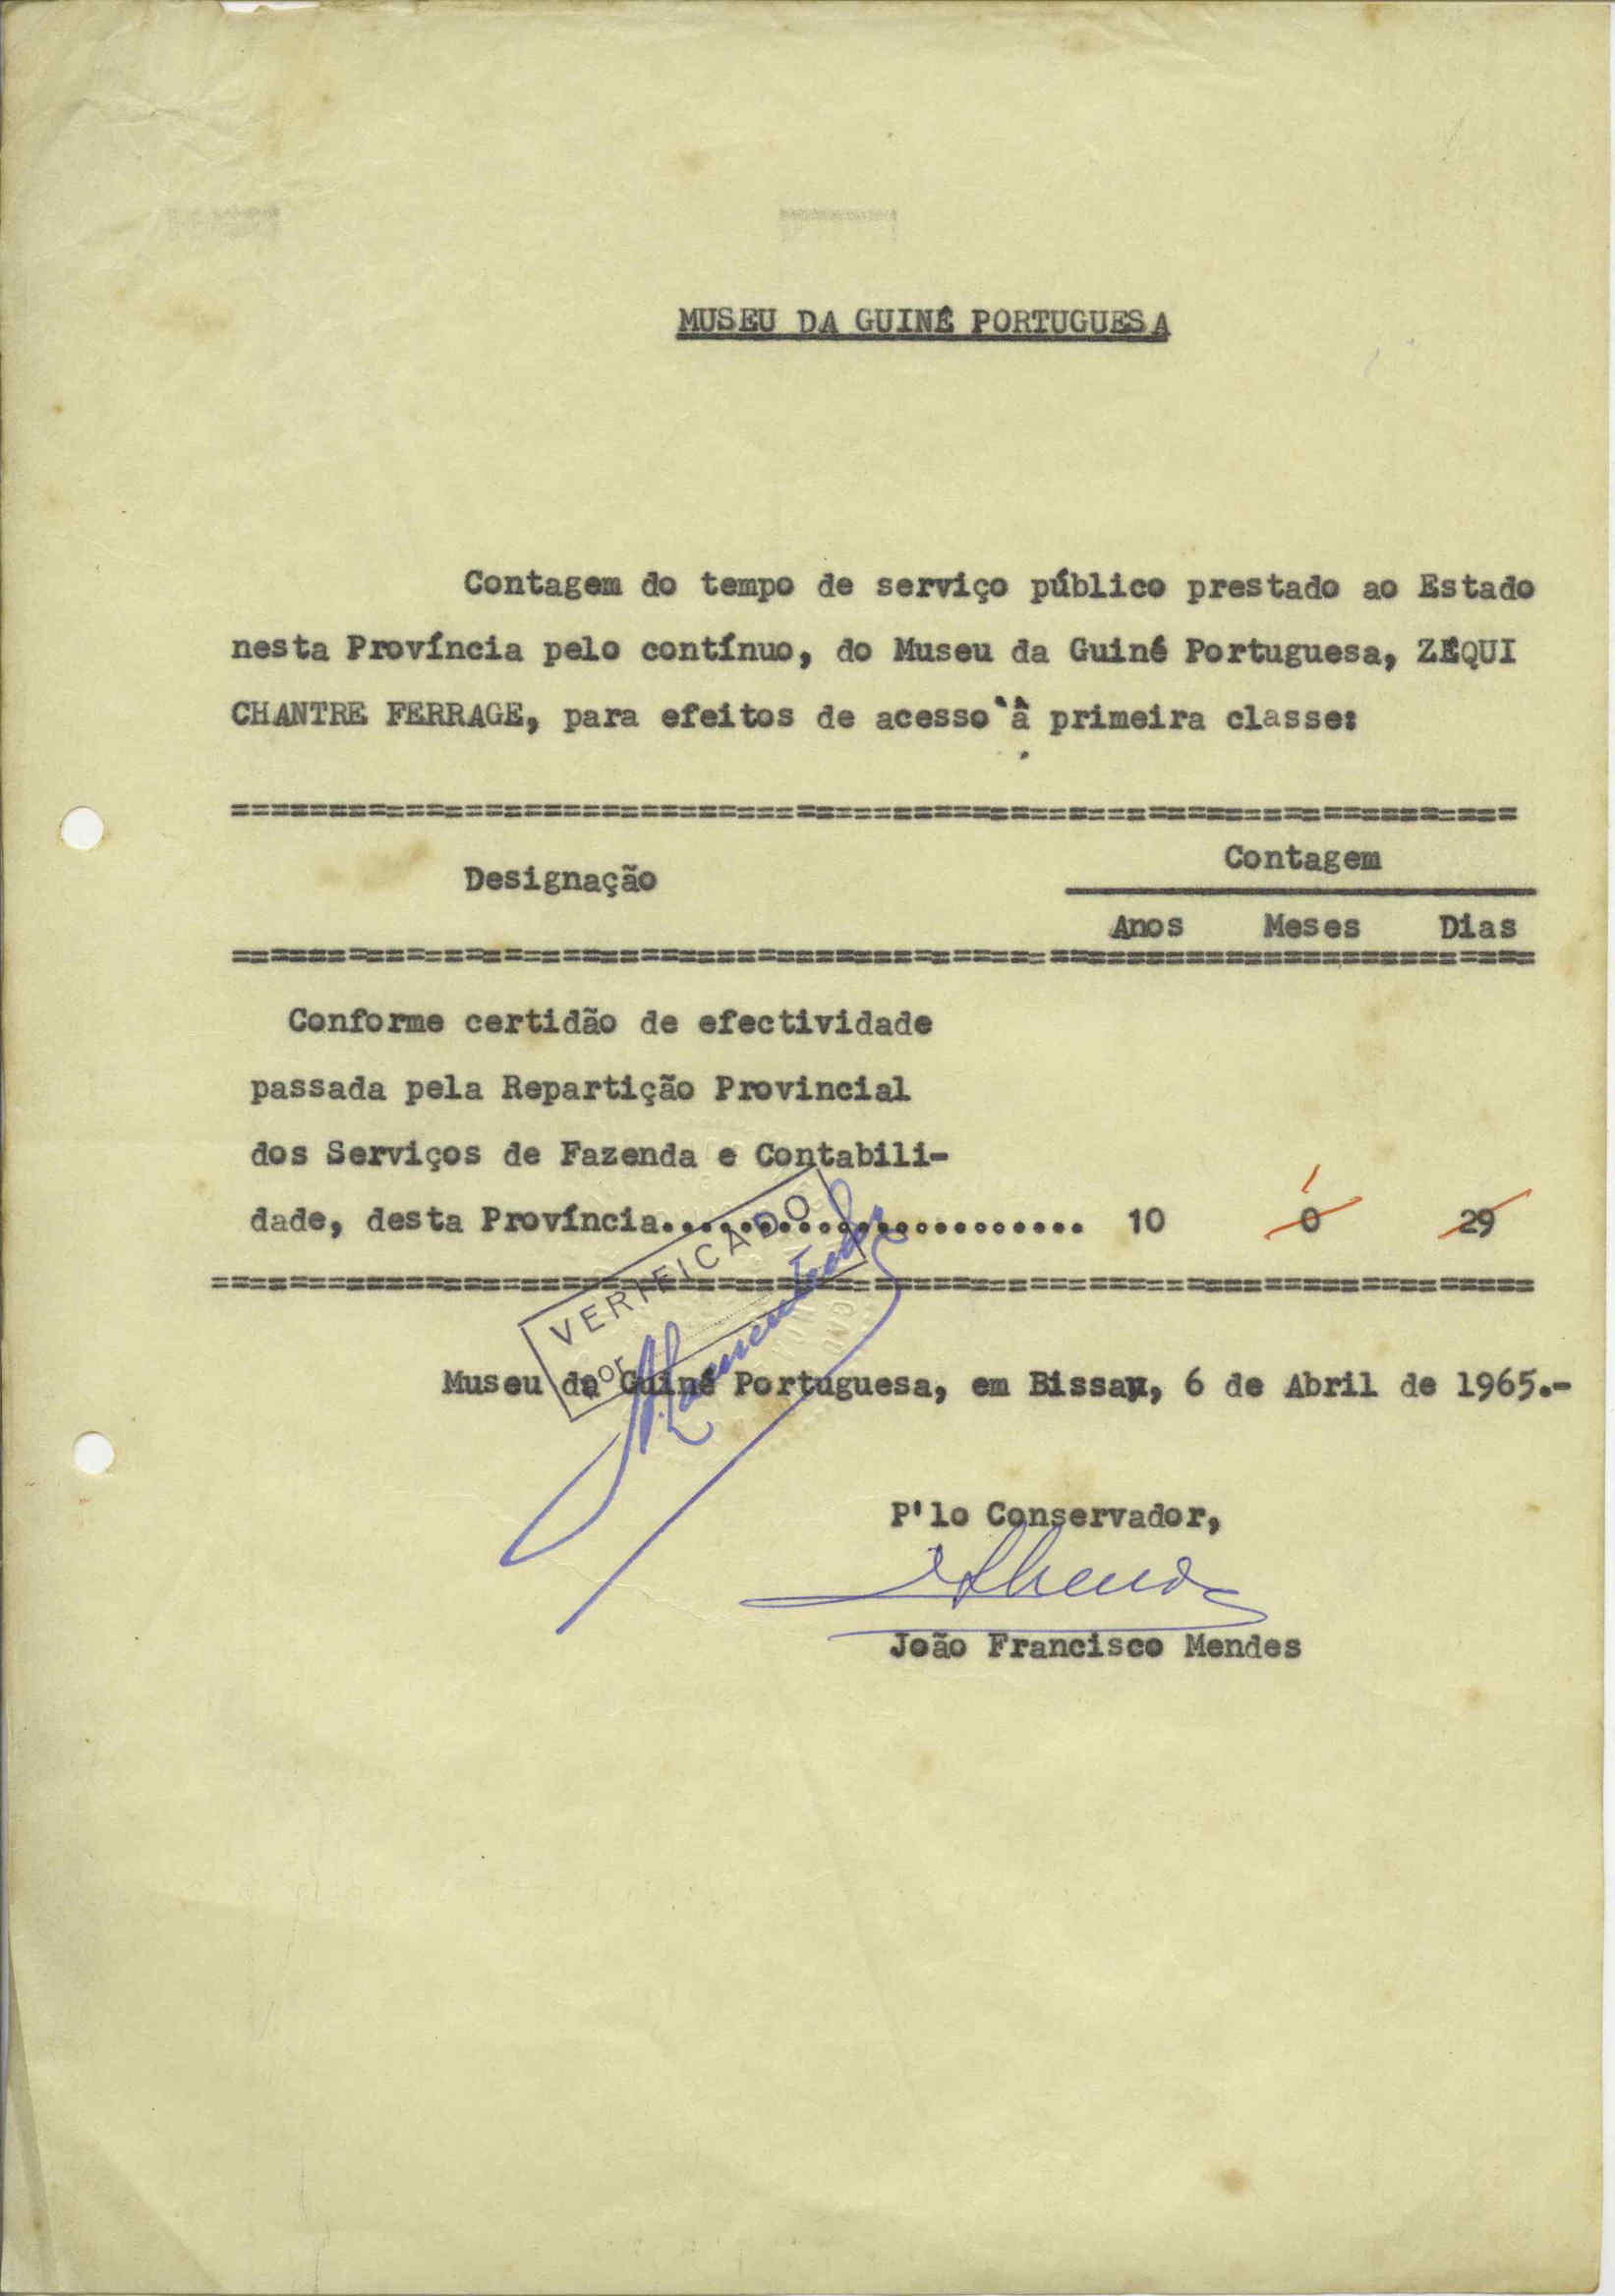 MUSEU DA GUINÉ PORTUGUESA
Contagem do tempo de serviço público prestado ao Estado
nesta Província pelo contínuo, do Museu da Guiné Portuguesa, ZÉQUI
CHANTRE FERRAGE, para efeitos de acesso à primeira classe:
==================================================================
Contagem
Designação
Anos Meses Dias
==================================================================
Conforme certidão de efectividade
passada pela Repartição Provincial
dos Serviços de Fazenda e Contabili-
dade, desta Província...................... 10 0 29
1
==================================================================
VERIFICADO
por
Museu da Guiné Portuguesa, em Bissau, 6 de Abril de 1965.-
P'lo Conservador,
João Francisco Mendes